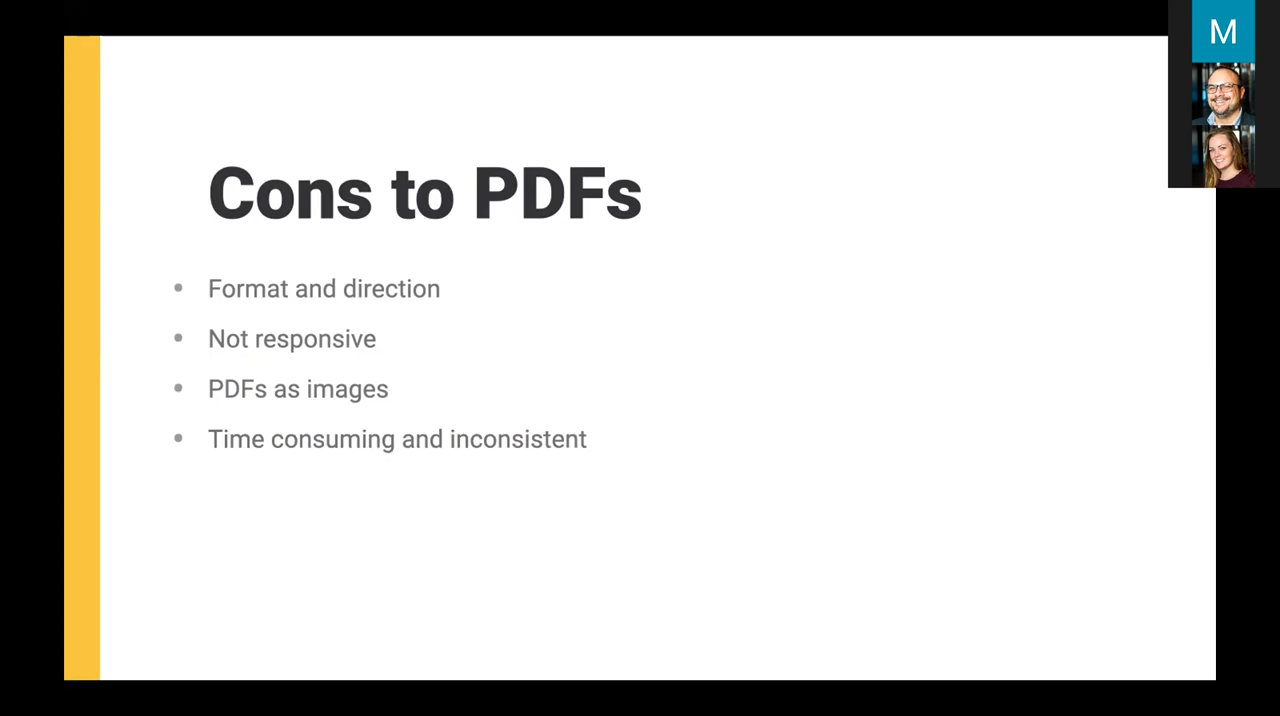 M
Cons to PDFs
• Format and direction
• Not responsive
• PDFs as images
• Time consuming and inconsistent